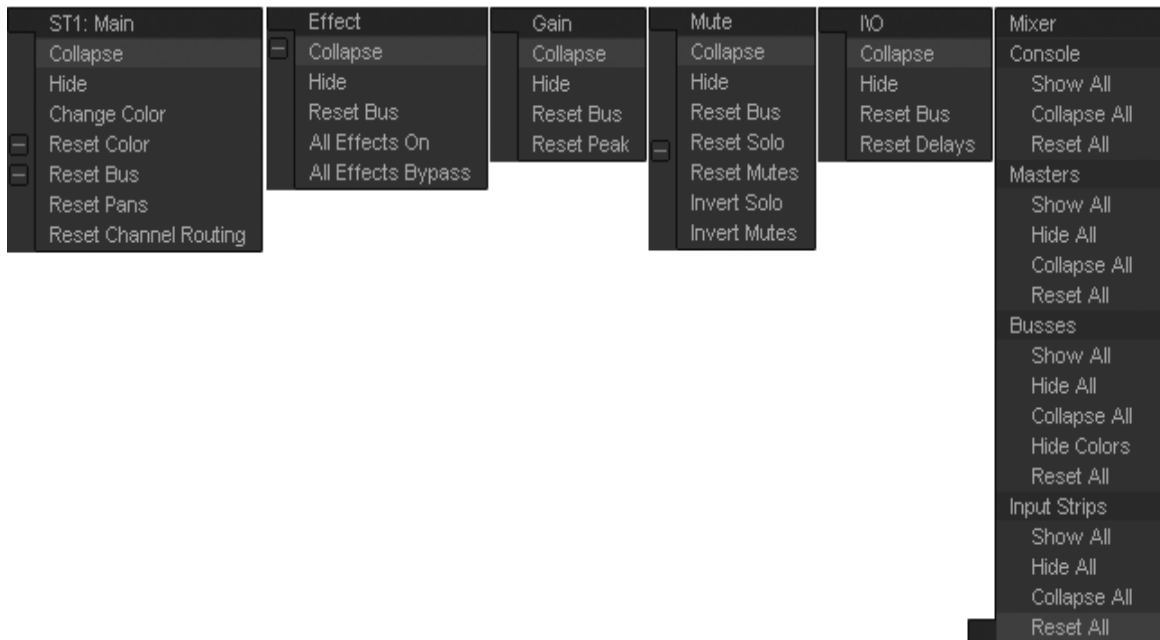 ST1: Main
Collapse
Hide
Change Color
Reset Color
Reset Bus
Reset Pans
Reset Channel Routing
Effect
Collapse
Hide
Reset Bus
All Effects On
All Effects Bypass
Gain
Collapse
Hide
Reset Bus
Reset Peak
Mute
Collapse
Hide
Reset Bus
Reset Solo
Reset Mutes
Invert Solo
Invert Mutes
I\O
Collapse
Hide
Reset Bus
Reset Delays
Mixer
Console
Show All
Collapse All
Reset All
Masters
Show All
Hide All
Collapse All
Reset All
Busses
Show All
Hide All
Collapse All
Hide Colors
Reset All
Input Strips
Show All
Hide All
Collapse All
Reset All